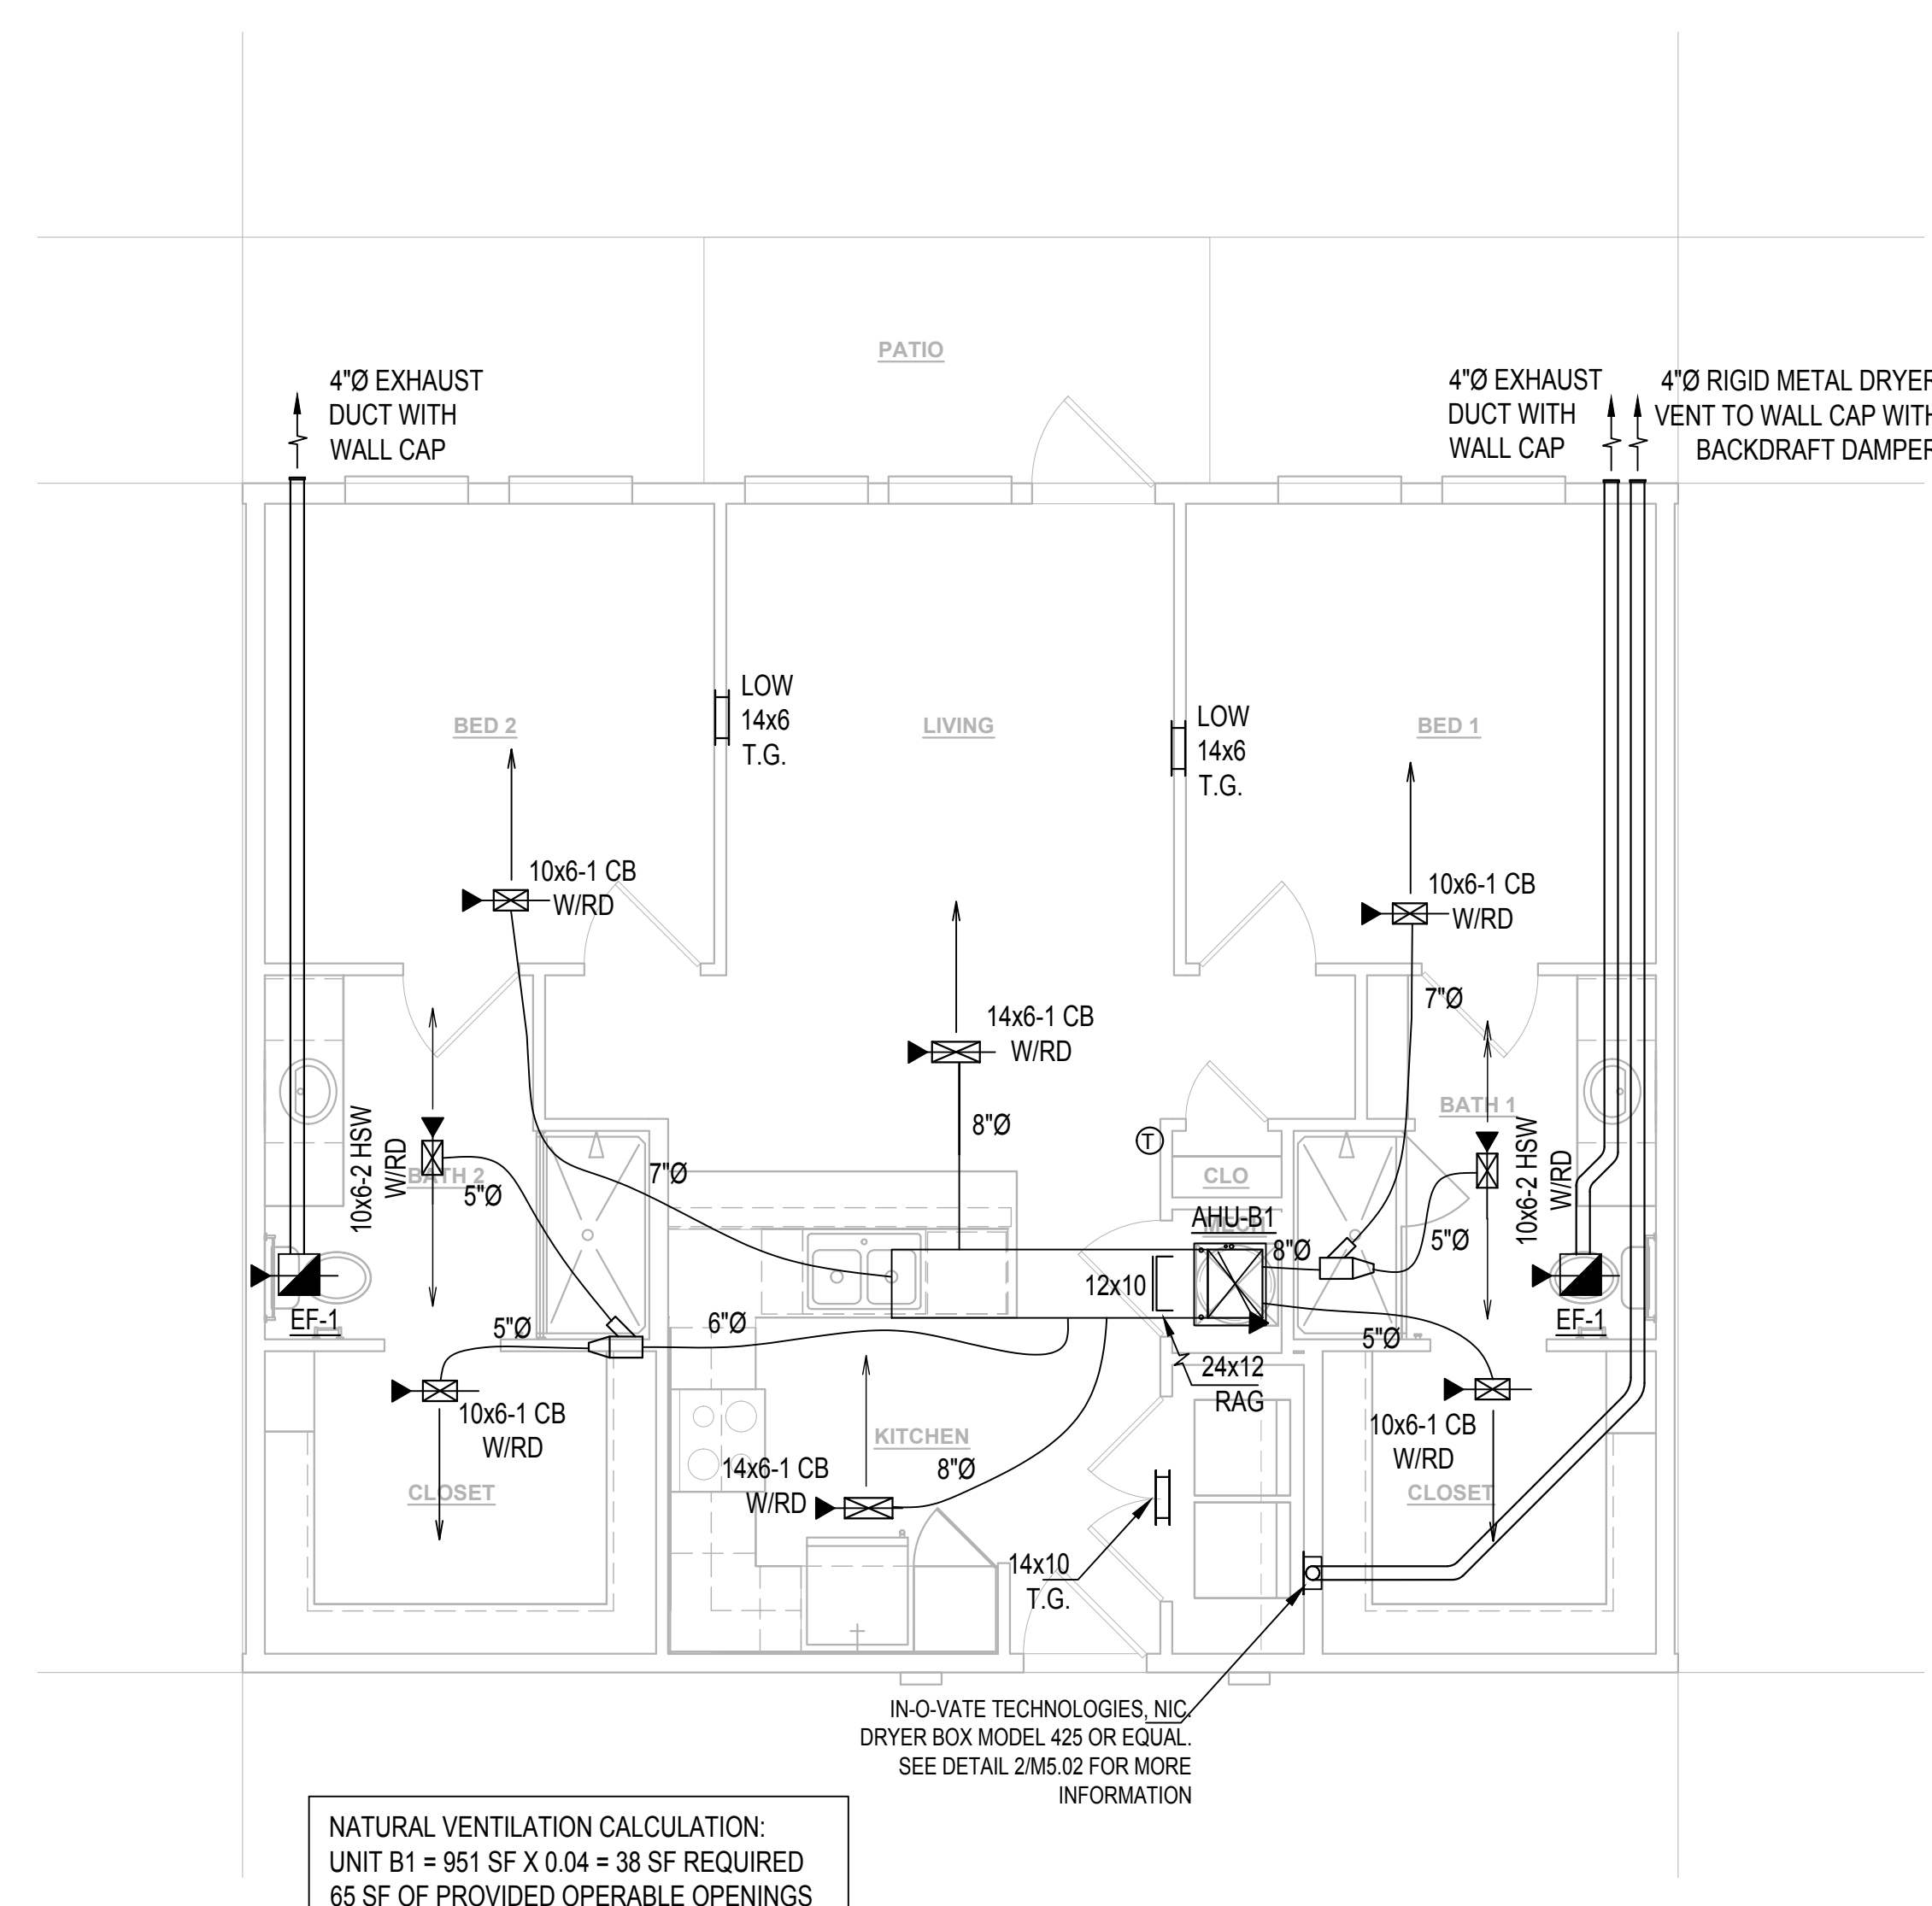 PATIO
4"Ø EXHAUST
DUCT WITH
WALL CAP
4"Ø EXHAUST
DUCT WITH
WALL CAP
4"Ø RIGID METAL DRYER
VENT TO WALL CAP WITH
BACKDRAFT DAMPER
LOW
14x6
T.G.
LOW
14x6
T.G.
BED 2
LIVING
BED 1
10x6-1 CB
W/RD
10x6-1 CB
W/RD
7"Ø
14x6-1 CB
W/RD
8"Ø
BATH 1
T
10x6-2 HSW
W/RD
BATH 2
5"Ø
7"Ø
CLO
10x6-2 HSW
W/RD
AHU-B1
MECH
8"Ø
5"Ø
12x10
EF-1
5"Ø
6"Ø
5"Ø
EF-1
24x12
RAG
10x6-1 CB
W/RD
10x6-1 CB
W/RD
KITCHEN
14x6-1 CB
W/RD
8"Ø
CLOSET
CLOSET
14x10
T.G.
IN-O-VATE TECHNOLOGIES, NIC.
DRYER BOX MODEL 425 OR EQUAL.
SEE DETAIL 2/M5.02 FOR MORE
INFORMATION
NATURAL VENTILATION CALCULATION:
UNIT B1 = 951 SF X 0.04 = 38 SF REQUIRED
65 SF OF PROVIDED OPERABLE OPENINGS